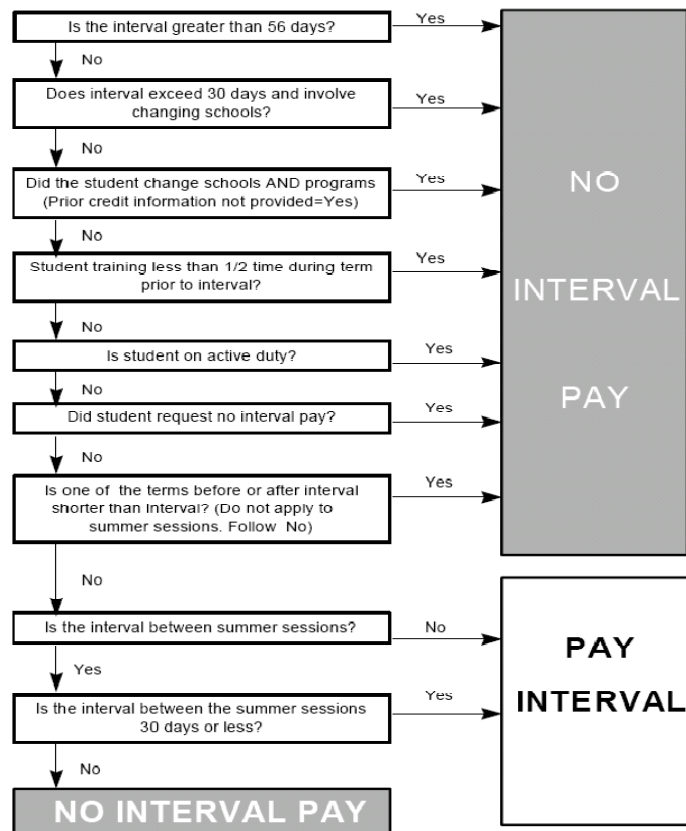 Is the interval greater than 56 days?
Yes
No
Does interval exceed 30 days and involve
changing schools?
Yes
No
Did the student change schools AND programs
(Prior credit information not provided=Yes)
Yes
No
Student training less than 1/2 time during term
prior to interval?
Yes
No
Is student on active duty?
Yes
No
Did student request no interval pay?
Yes
No
Is one of the terms before or after interval
shorter than Interval? (Do not apply to
summer sessions. Follow No)
Yes
No
NO
INTERVAL
PAY
Is the interval between summer sessions?
No
Yes
Is the interval between the summer sessions
30 days or less?
Yes
No
PAY
INTERVAL
NO INTERVAL PAY